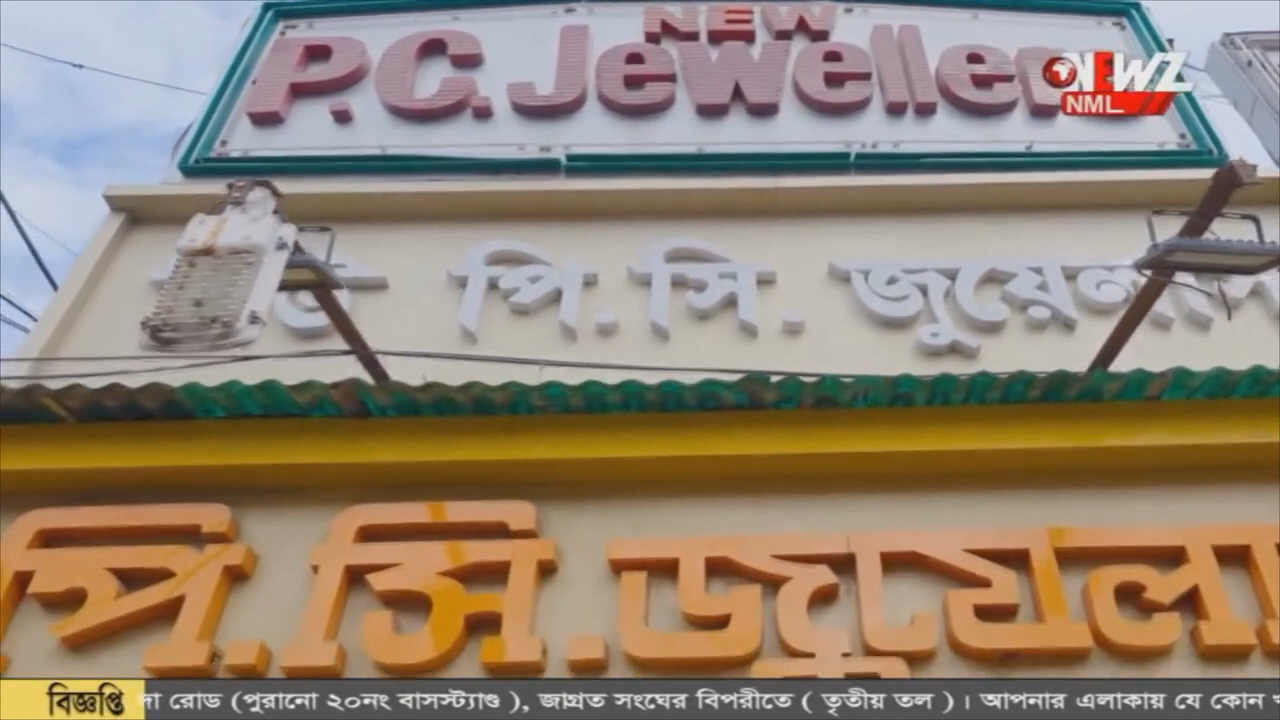 NEW
P.C. Jeweller
NEWZ
NML
পি. সি. জুয়েলার্স
পি.সি.জুয়েলা
বিজ্ঞপ্তি
দা রোড (পুরানো ২০নং বাসস্ট্যাণ্ড ), জাগ্রত সংঘের বিপরীতে ( তৃতীয় তল ) । আপনার এলাকায় যে কোন